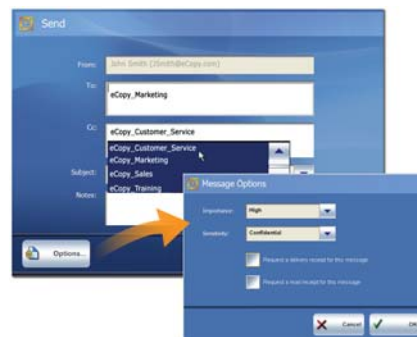 Send
From: John Smith [JSmith@eCopy.com]
To:
eCopy_Marketing
Cc: eCopy_Customer_Service
eCopy_Customer_Service
eCopy_Marketing
Subject: eCopy_Sales
Notes: eCopy_Training
Options...
Message Options
Importance: High
Sensitivity: Confidential
Request a delivery receipt for this message
Request a read receipt for this message
Cancel
OK